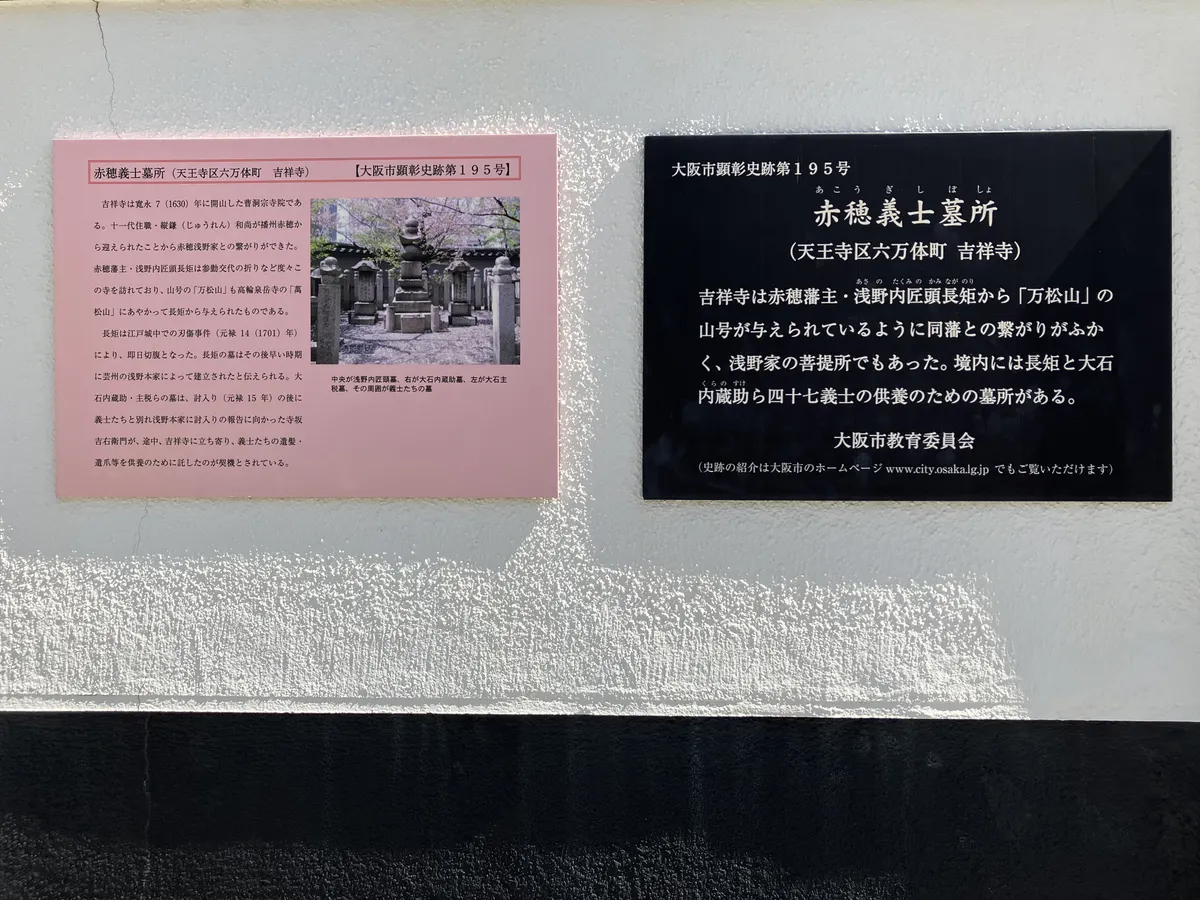 赤穂義士墓所（天王寺区六万体町　吉祥寺）　【大阪市顕彰史跡第１９５号】
吉祥寺は寛永 7（1630）年に開山した曹洞宗寺院であ
る。十一代住職・縦鎌（じゅうれん）和尚が播州赤穂か
ら迎えられたことから赤穂浅野家との繋がりができた。
赤穂藩主・浅野内匠頭長矩は参勤交代の折りなど度々こ
の寺を訪れており、山号の「万松山」も高輪泉岳寺の「萬
松山」にあやかって長矩から与えられたものである。
長矩は江戸城中での刃傷事件（元禄 14（1701）年）
により、即日切腹となった。長矩の墓はその後早い時期
に芸州の浅野本家によって建立されたと伝えられる。大
石内蔵助・主税らの墓は、討入り（元禄 15 年）の後に
義士たちと別れ浅野本家に討入りの報告に向かった寺坂
吉右衛門が、途中、吉祥寺に立ち寄り、義士たちの遺髪・
遺爪等を供養のために託したのが契機とされている。
中央が浅野内匠頭墓、右が大石内蔵助墓、左が大石主
税墓、その周囲が義士たちの墓
大阪市顕彰史跡第１９５号
あこう ぎ し ぼ しょ
赤穂義士墓所
（天王寺区六万体町 吉祥寺）
あさ の たくみの かみ なが のり
吉祥寺は赤穂藩主・浅野内匠頭長矩から「万松山」の
山号が与えられているように同藩との繋がりがふか
く、浅野家の菩提所でもあった。境内には長矩と大石
くらの すけ
内蔵助ら四十七義士の供養のための墓所がある。
大阪市教育委員会
（史跡の紹介は大阪市のホームページ www.city.osaka.lg.jp でもご覧いただけます）